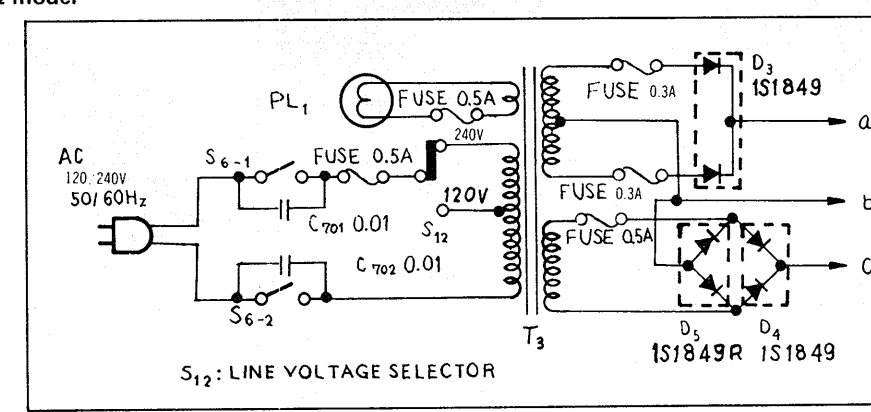 PL₁
FUSE 0.5A
FUSE 0.3A
D₃
1S1849
a
240V
AC
120. 240V
50/60Hz
S₆₋₁
FUSE 0.5A
C₇₀₁ 0.01
120V
S₁₂
FUSE 0.3A
b
FUSE 0.5A
C₇₀₂ 0.01
S₆₋₂
C
T₃
D₅
D₄
1S1849R
1S1849
S₁₂: LINE VOLTAGE SELECTOR